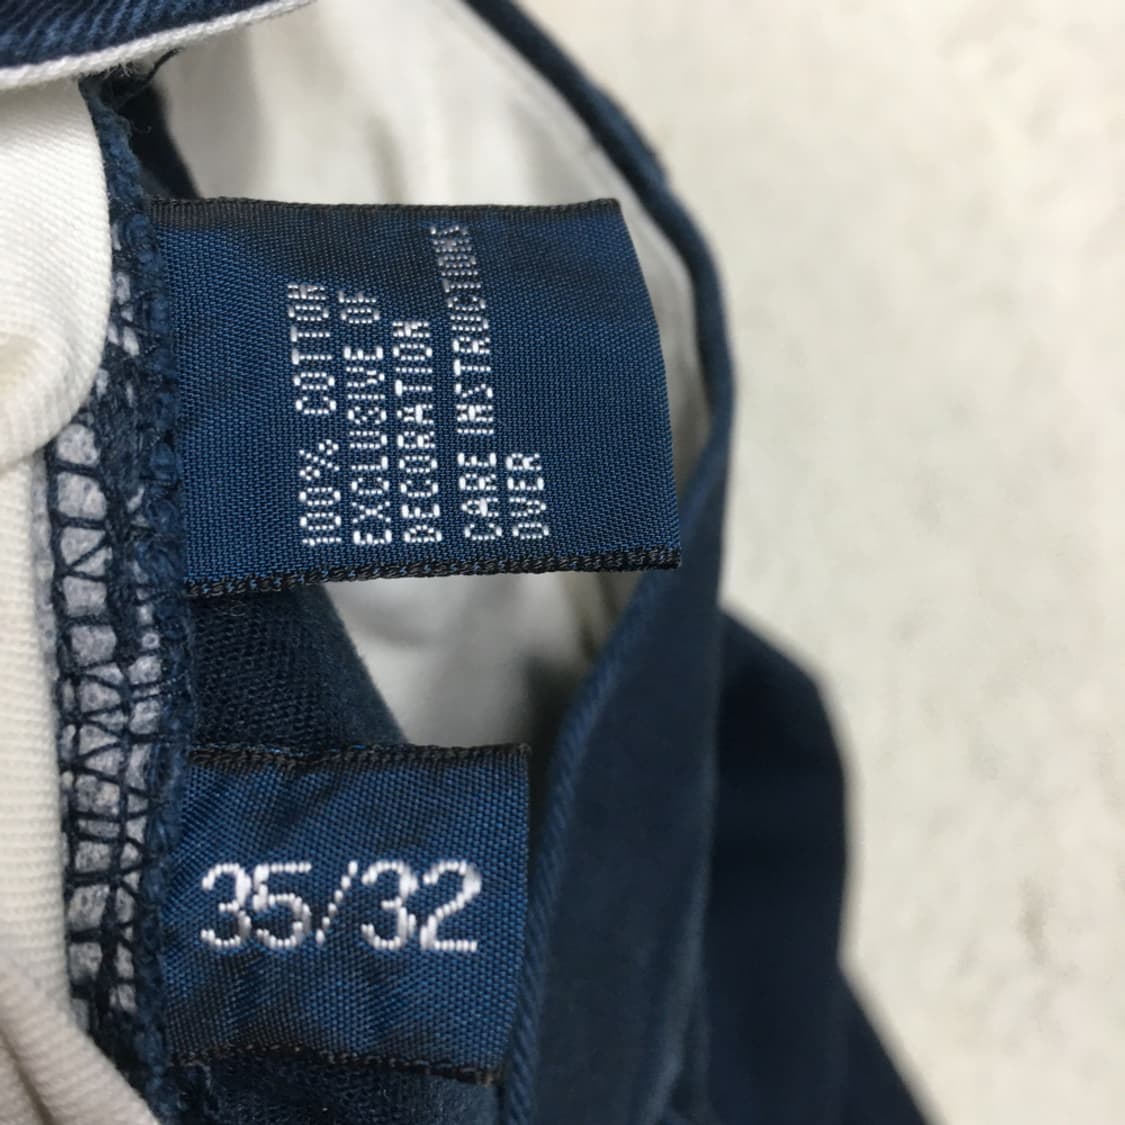 100% COTTON
EXCLUSIVE OF
DECORATION
CARE INSTRUCTIONS
OVER
35/32